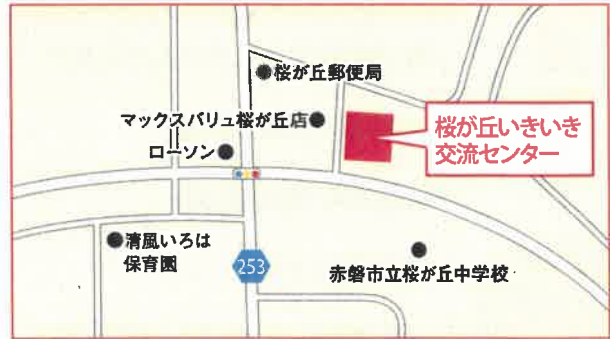 桜が丘郵便局
マックスバリュ桜が丘店
ローソン
桜が丘いきいき
交流センター
清風いろは
保育園
253
赤磐市立桜が丘中学校